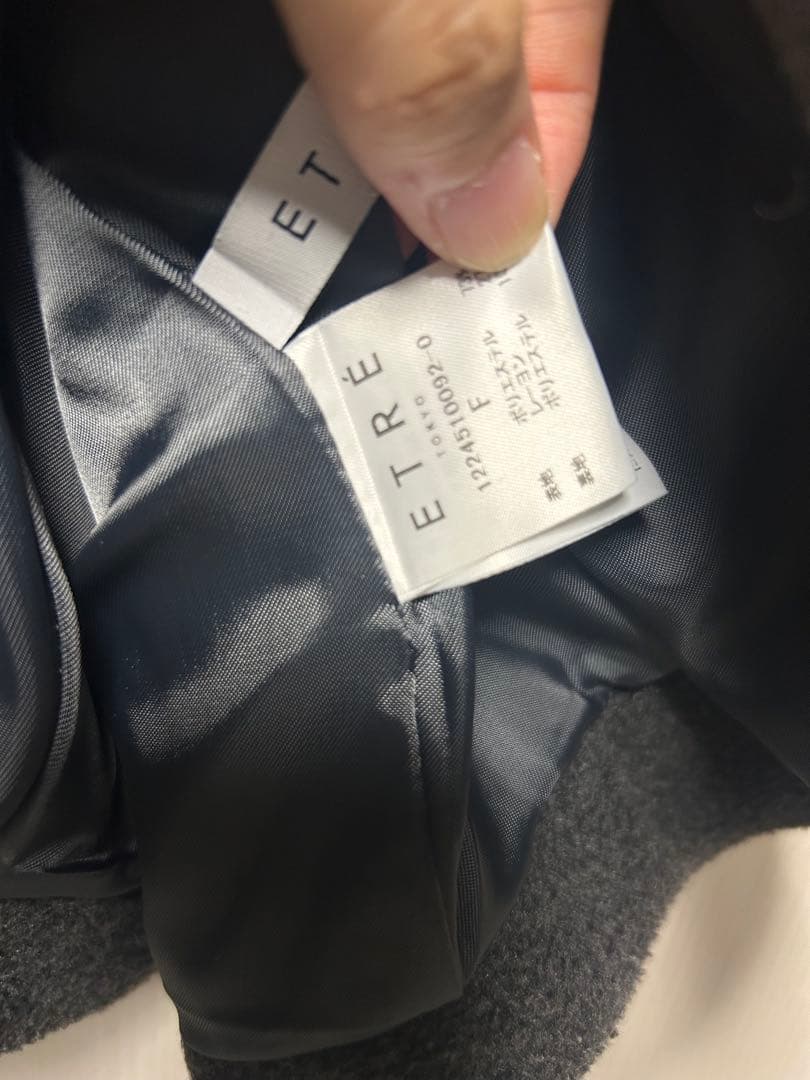 ET
ETRÉ
TOKYO
1224510092-0
F
表地 ポリエステル
レーヨン
裏地 ポリエステル